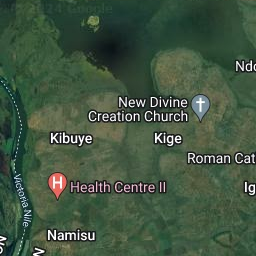 Ndo
New Divine
Creation Church
Kibuye
Kige
Roman Cat
Victoria Nile
Health Centre II
Ig
Namisu